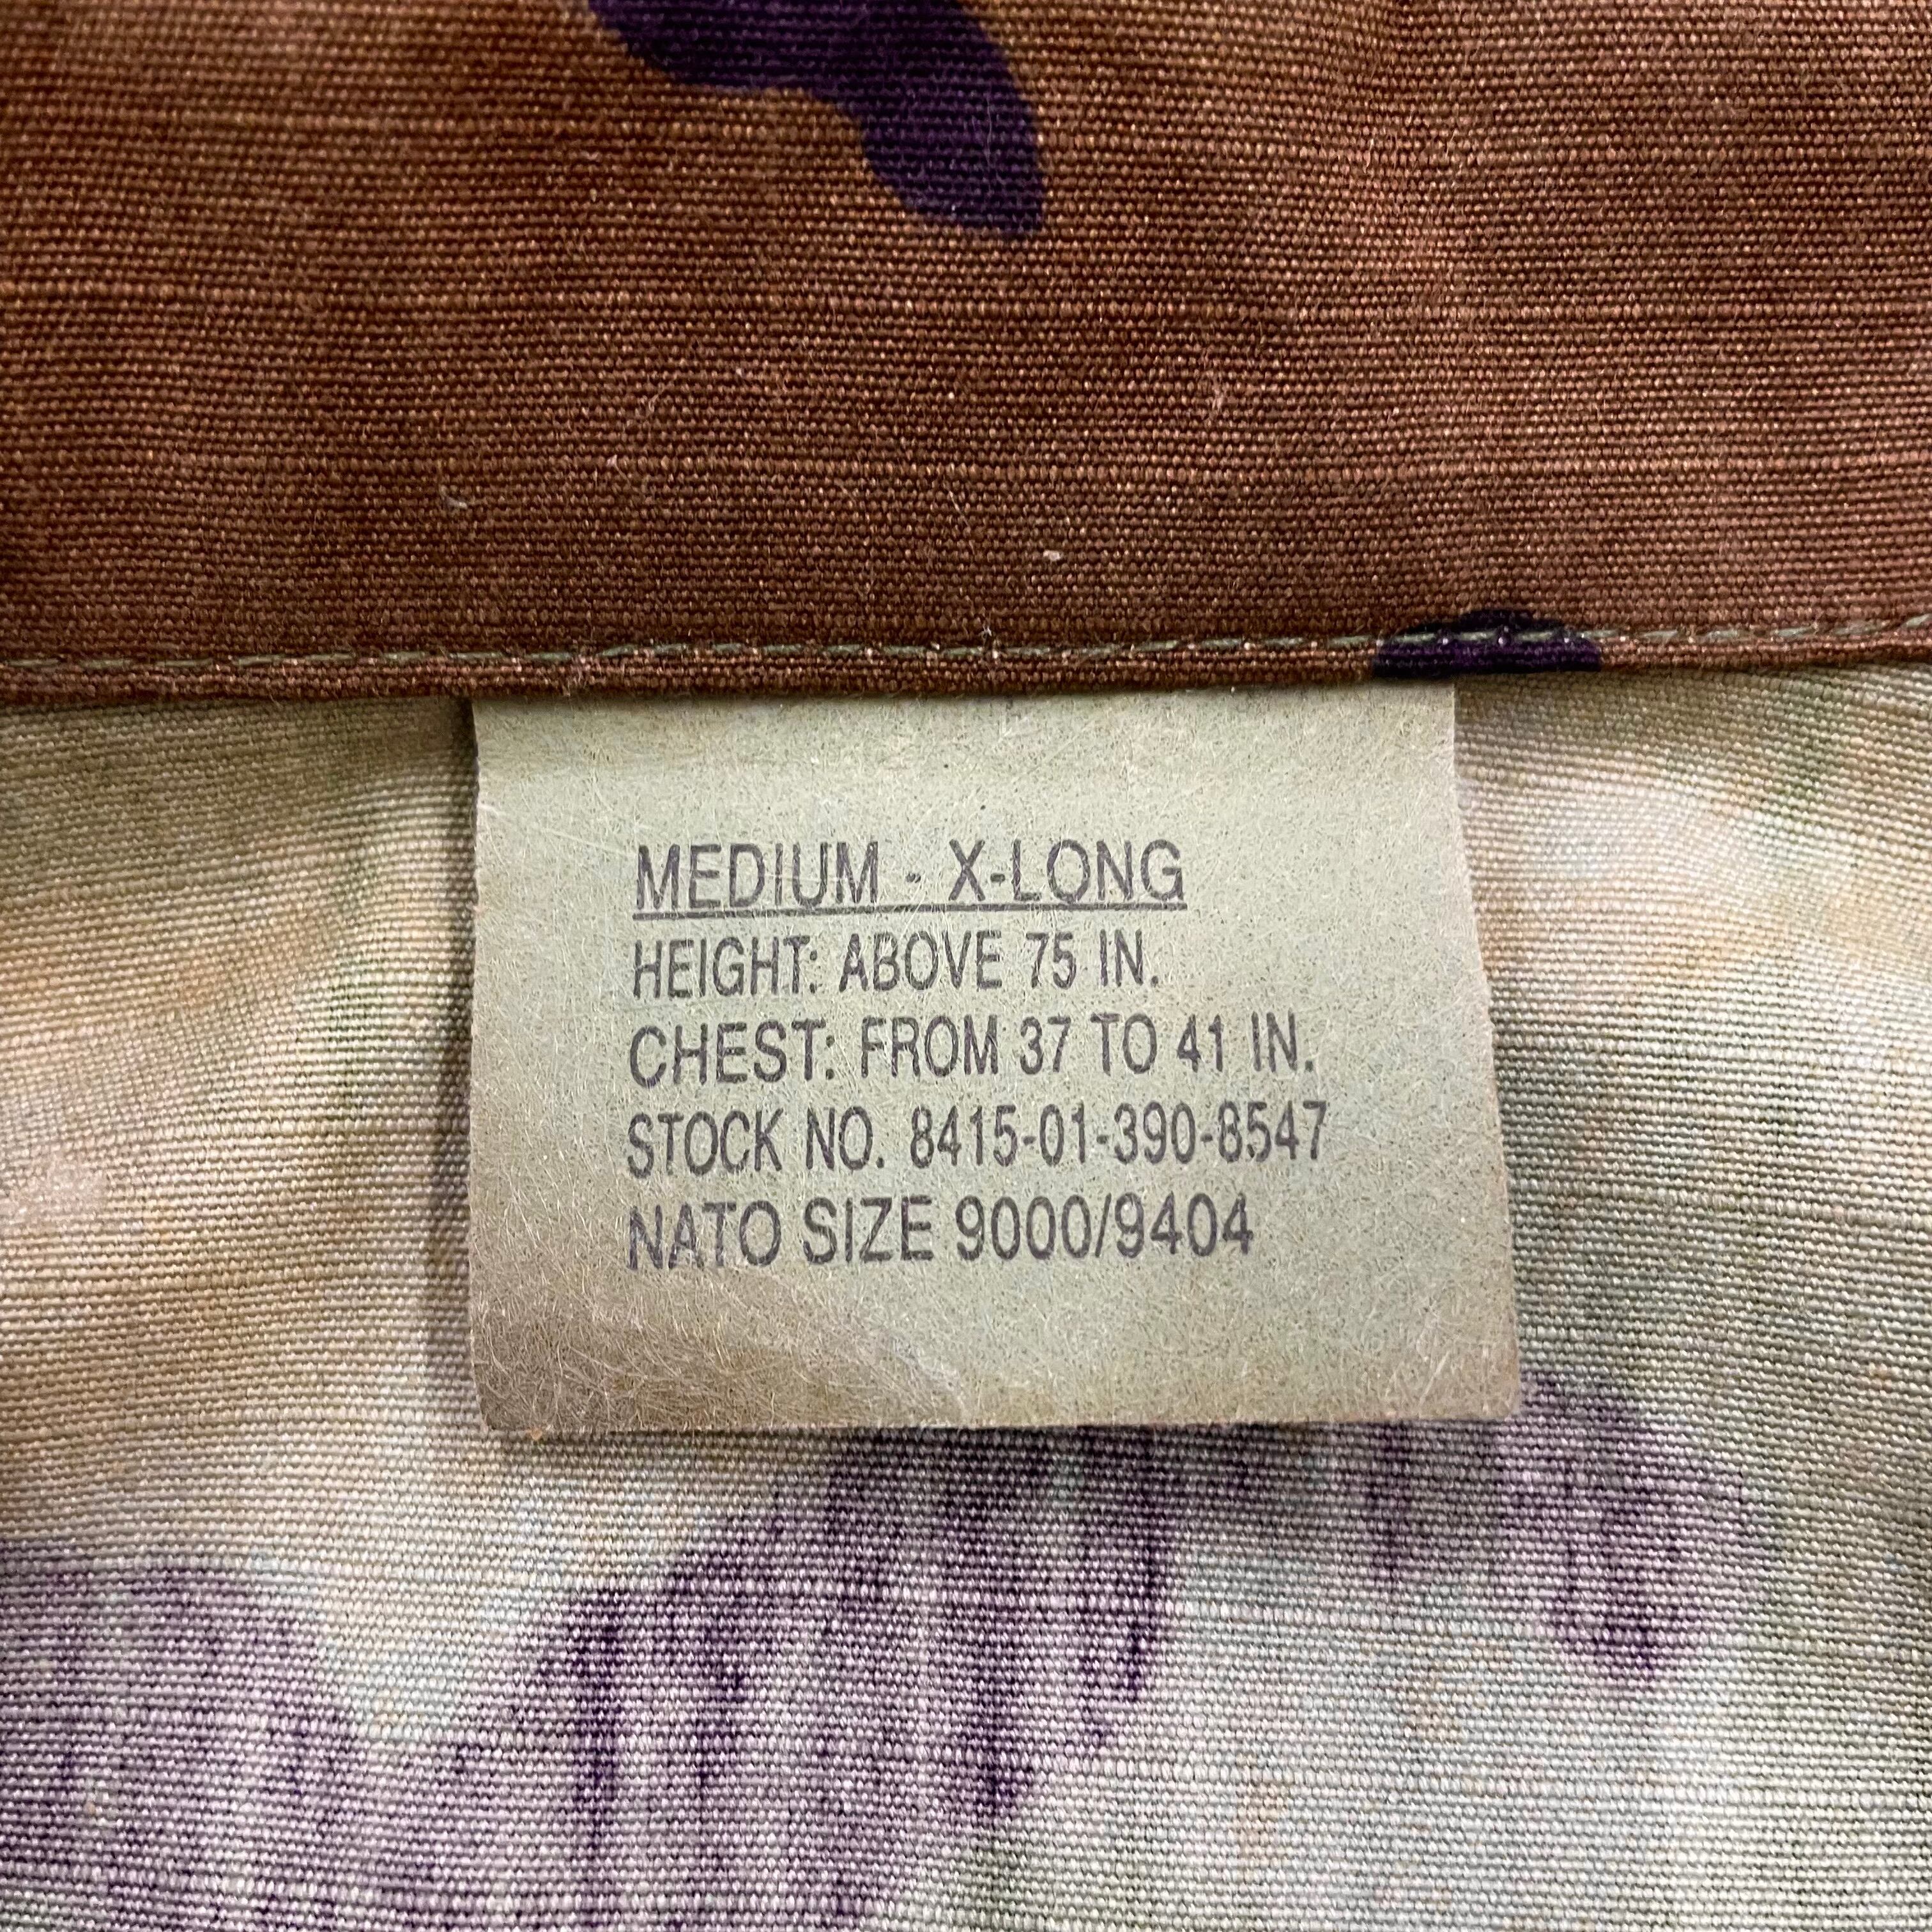 MEDIUM - X-LONG
HEIGHT: ABOVE 75 IN.
CHEST: FROM 37 TO 41 IN.
STOCK NO. 8415-01-390-8547
NATO SIZE 9000/9404